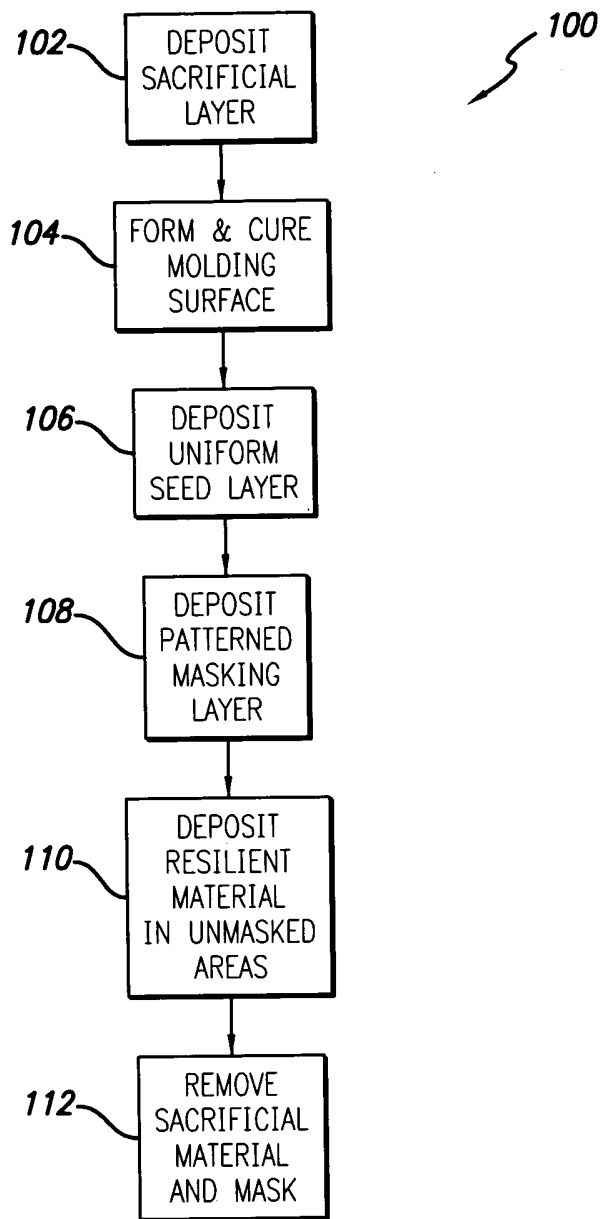 100
102
DEPOSIT
SACRIFICIAL
LAYER
104
FORM & CURE
MOLDING
SURFACE
106
DEPOSIT
UNIFORM
SEED LAYER
108
DEPOSIT
PATTERNED
MASKING
LAYER
110
DEPOSIT
RESILIENT
MATERIAL
IN UNMASKED
AREAS
112
REMOVE
SACRIFICIAL
MATERIAL
AND MASK